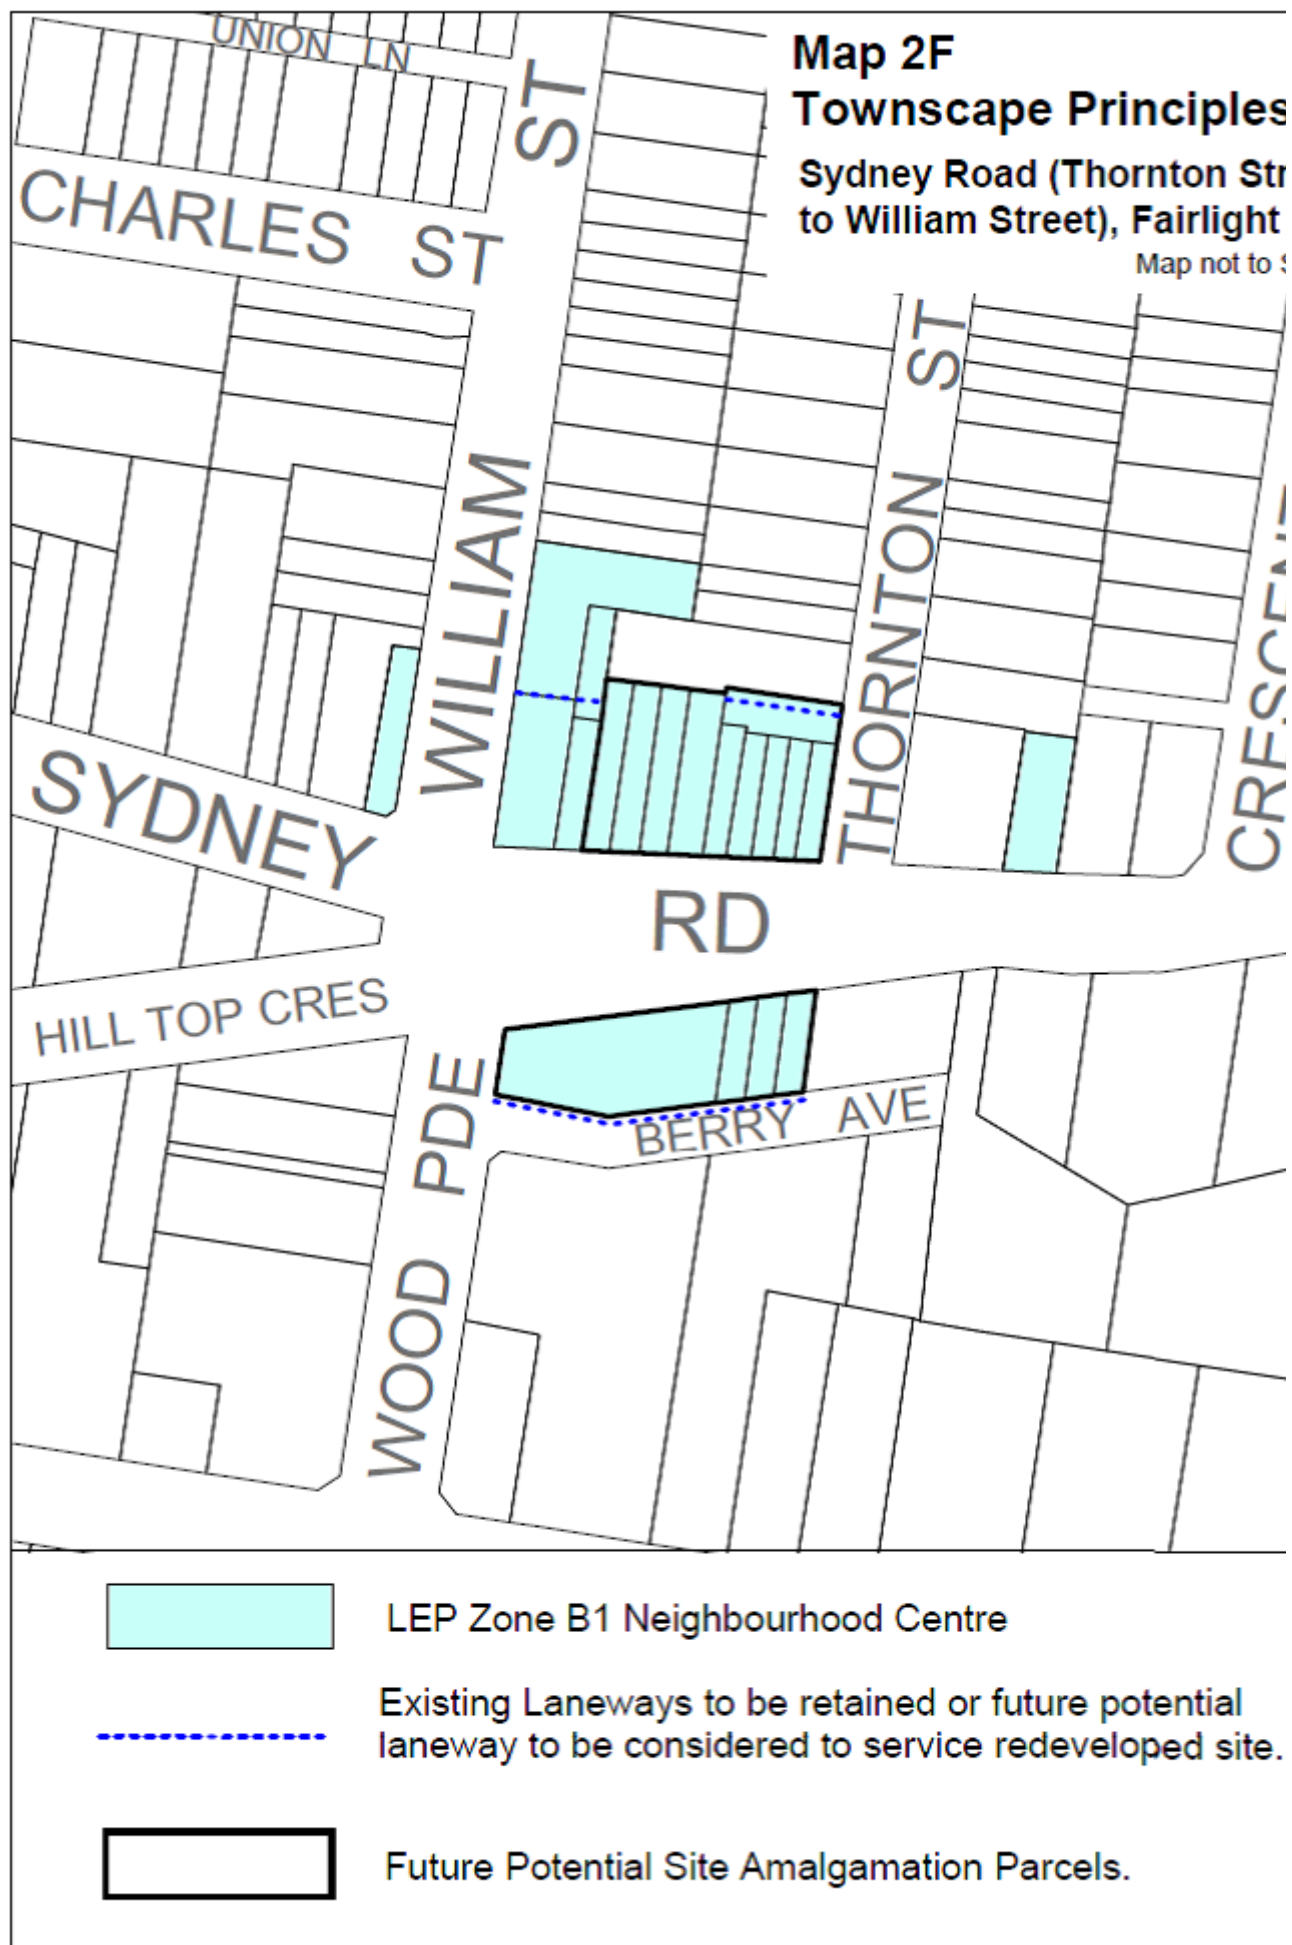 Map 2F
Townscape Principles
Sydney Road (Thornton Str
to William Street), Fairlight
Map not to S
UNION LN
CHARLES ST
WILLIAM ST
THORNTON ST
CRESCENT
SYDNEY RD
HILL TOP CRES
WOOD PDE
BERRY AVE
LEP Zone B1 Neighbourhood Centre
Existing Laneways to be retained or future potential
laneway to be considered to service redeveloped site.
Future Potential Site Amalgamation Parcels.